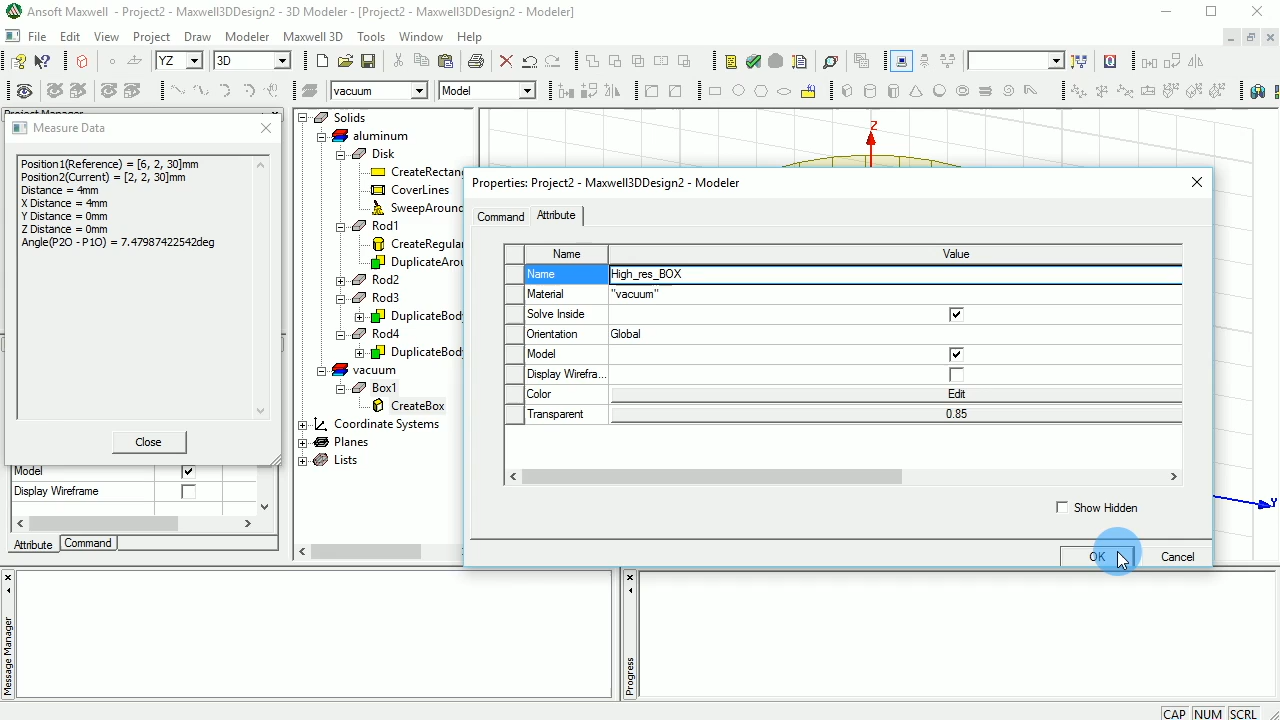 Ansoft Maxwell - Project2 - Maxwell3DDesign2 - 3D Modeler - [Project2 - Maxwell3DDesign2 - Modeler]
File Edit View Project Draw Modeler Maxwell 3D Tools Window Help
YZ 3D
vacuum Model
Measure Data
Position1(Reference) = [6, 2, 30]mm
Position2(Current) = [2, 2, 30]mm
Distance = 4mm
X Distance = 4mm
Y Distance = 0mm
Z Distance = 0mm
Angle(P2O - P1O) = 7.47987422542deg
Close
Model
Display Wireframe
Attribute Command
Solids
aluminum
Disk
CreateRectan
CoverLines
SweepAround
Rod1
CreateRegular
DuplicateArou
Rod2
Rod3
DuplicateBody
Rod4
DuplicateBody
vacuum
Box1
CreateBox
Coordinate Systems
Planes
Lists
Z
Y
Properties: Project2 - Maxwell3DDesign2 - Modeler
Command Attribute
Name Value
Name High_res_BOX
Material "vacuum"
Solve Inside
Orientation Global
Model
Display Wirefra...
Color Edit
Transparent 0.85
Show Hidden
OK Cancel
Message Manager
Progress
CAP NUM SCRL